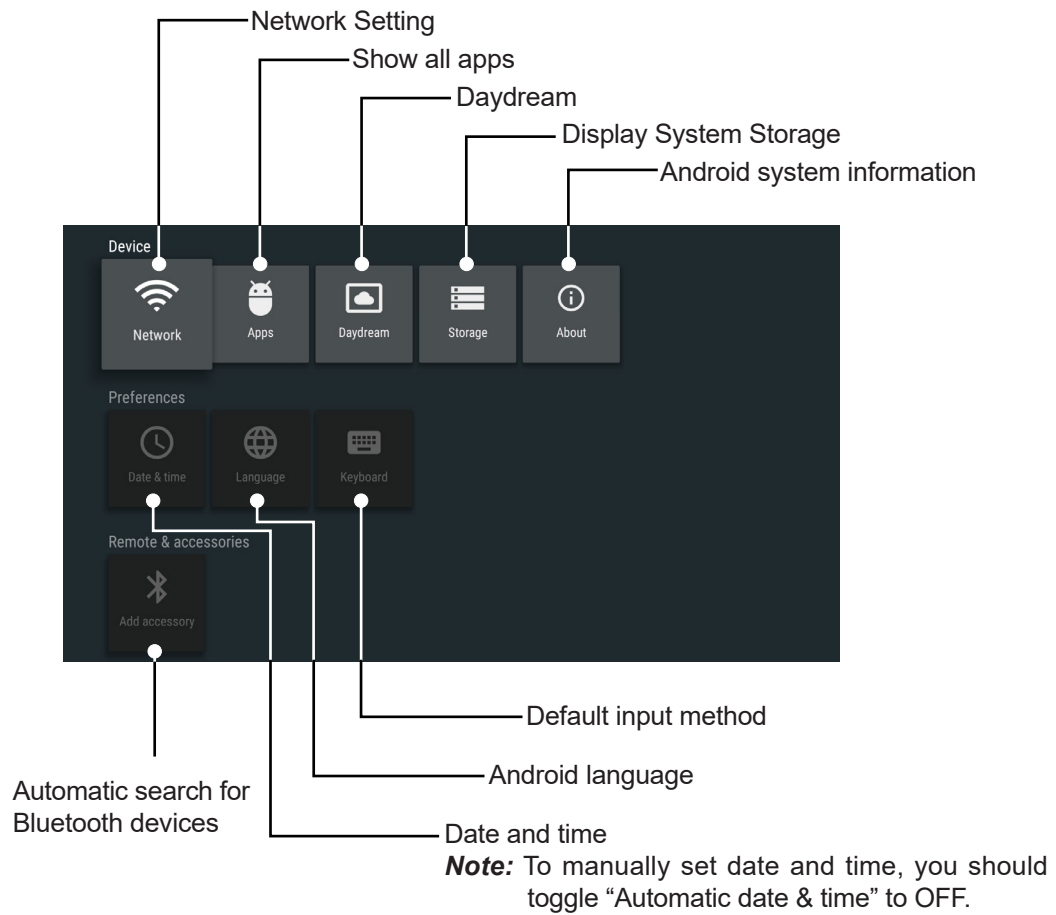 Network Setting
Show all apps
Daydream
Display System Storage
Android system information
Device
Network
Apps
Daydream
Storage
About
Preferences
Date & time
Language
Keyboard
Remote & accessories
Add accessory
Default input method
Android language
Automatic search for
Bluetooth devices
Date and time
Note: To manually set date and time, you should
toggle “Automatic date & time” to OFF.